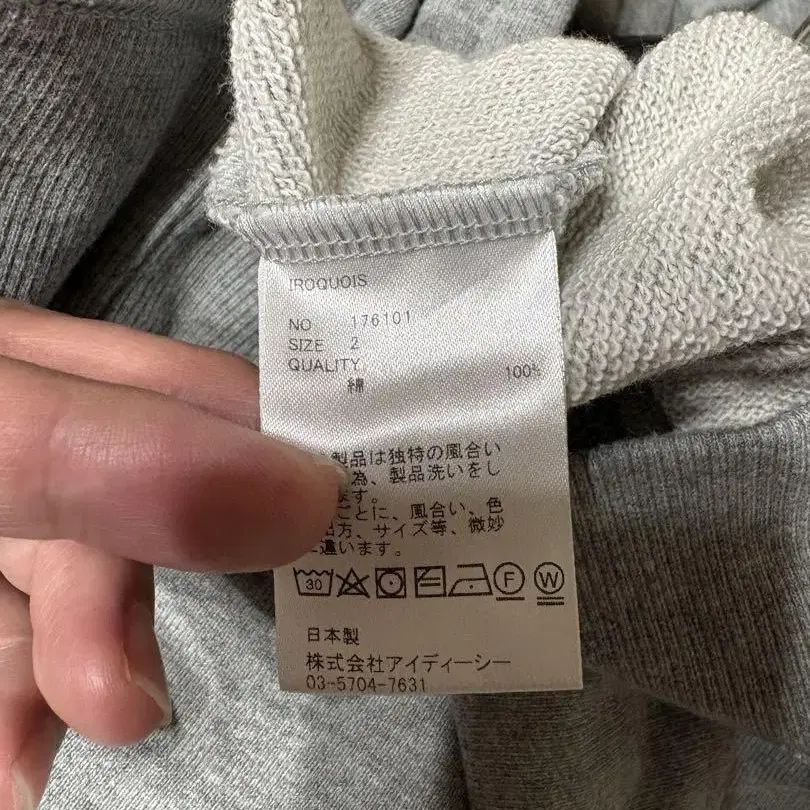 IROQUOIS
NO 176101
SIZE 2
QUALITY
綿 100%
製品は独特の風合い
為、製品洗いをし
ます。
ごとに、風合い、色
方、サイズ等、微妙
違います。
30 F W
日本製
株式会社アイディーシー
03-5704-7631